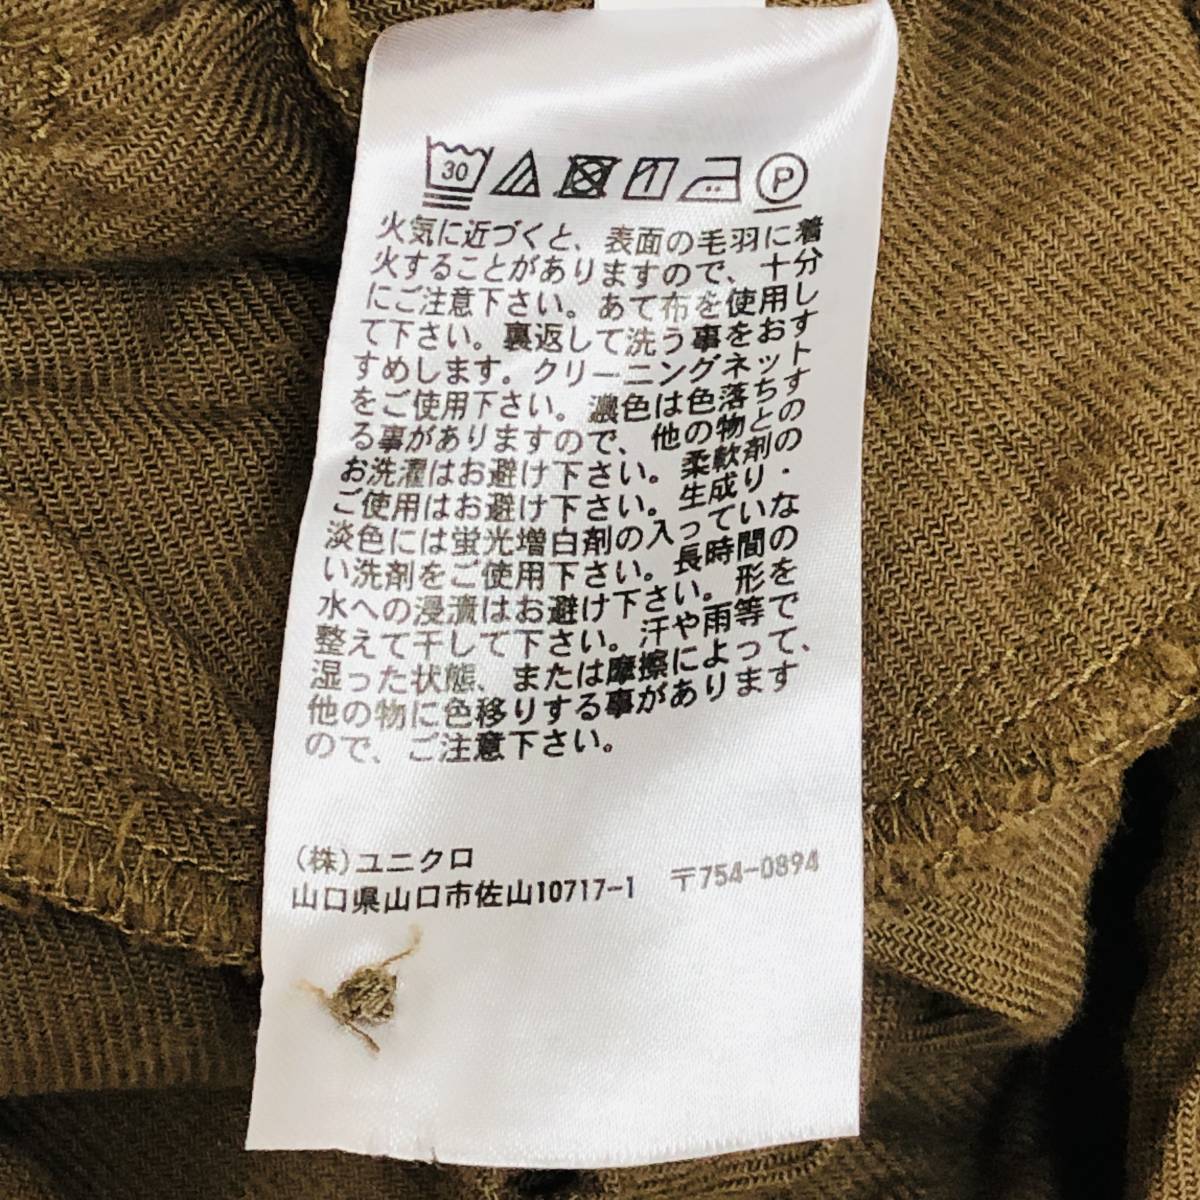 30 P
火気に近づくと、表面の毛羽に着
火することがありますので、十分
にご注意下さい。あて布を使用し
て下さい。裏返して洗う事をおす
すめします。クリーニングネット
をご使用下さい。濃色は色落ちす
る事がありますので、他の物との
お洗濯はお避け下さい。柔軟剤の
ご使用はお避け下さい。生成り・
淡色には蛍光増白剤の入っていな
い洗剤をご使用下さい。長時間の
水への浸漬はお避け下さい。形を
整えて干して下さい。汗や雨等で
湿った状態、または摩擦によって、
他の物に色移りする事があります
ので、ご注意下さい。
(株)ユニクロ
山口県山口市佐山10717-1 〒754-0894